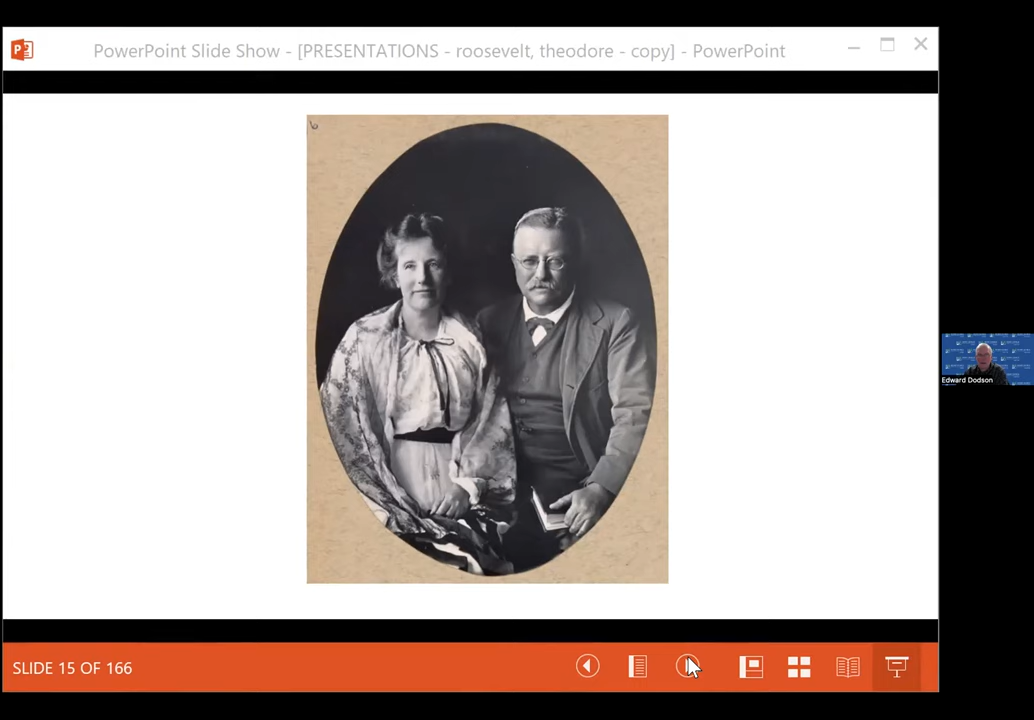 PowerPoint Slide Show - [PRESENTATIONS - roosevelt, theodore - copy] - PowerPoint
Edward Dodson
SLIDE 15 OF 166